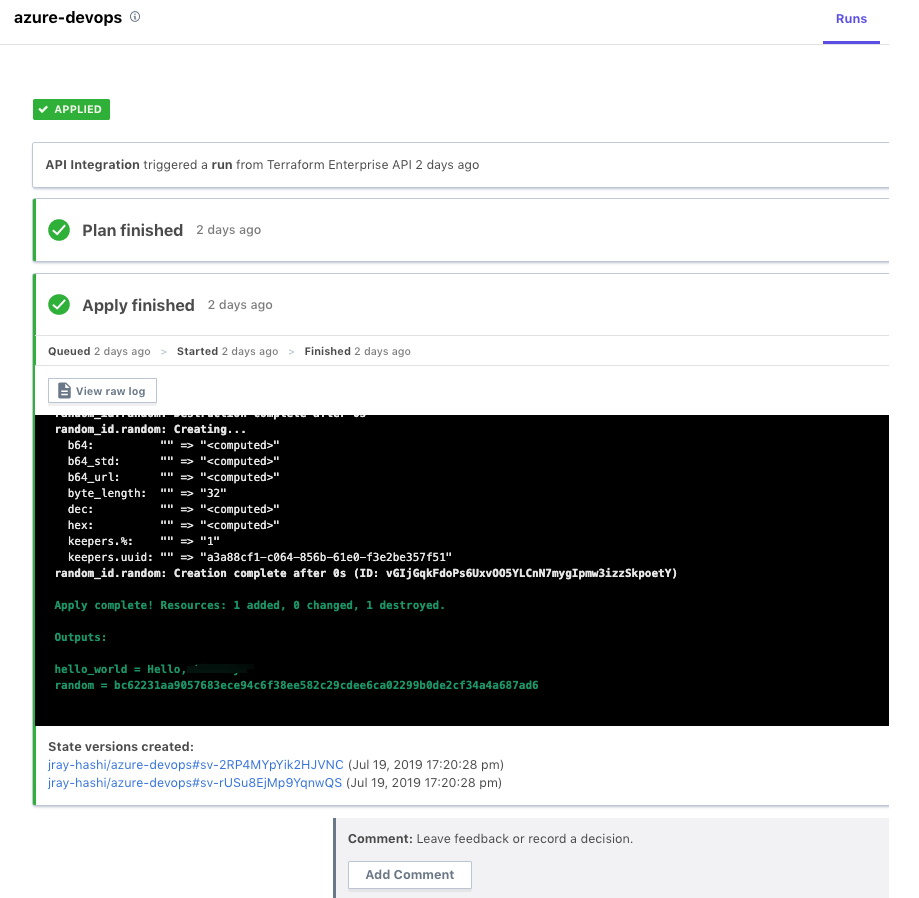 azure-devops
Runs
APPLIED
API Integration triggered a run from Terraform Enterprise API 2 days ago
Plan finished 2 days ago
Apply finished 2 days ago
Queued 2 days ago > Started 2 days ago > Finished 2 days ago
View raw log
random_id.random: Destruction complete after 0s
random_id.random: Creating...
b64: "" => "<computed>"
b64_std: "" => "<computed>"
b64_url: "" => "<computed>"
byte_length: "" => "32"
dec: "" => "<computed>"
hex: "" => "<computed>"
keepers.%: "" => "1"
keepers.uuid: "" => "a3a88cf1-c064-856b-61e0-f3e2be357f51"
random_id.random: Creation complete after 0s (ID: vGIjGqkFdoPs6UxvOO5YLCnN7mygIpmw3izzSkpoetY)
Apply complete! Resources: 1 added, 0 changed, 1 destroyed.
Outputs:
hello_world = Hello,
random = bc62231aa9057683ece94c6f38ee582c29cdee6ca02299b0de2cf34a4a687ad6
State versions created:
jray-hashi/azure-devops#sv-2RP4MYpYik2HJVNC (Jul 19, 2019 17:20:28 pm)
jray-hashi/azure-devops#sv-rUSu8EjMp9YqnwQS (Jul 19, 2019 17:20:28 pm)
Comment: Leave feedback or record a decision.
Add Comment